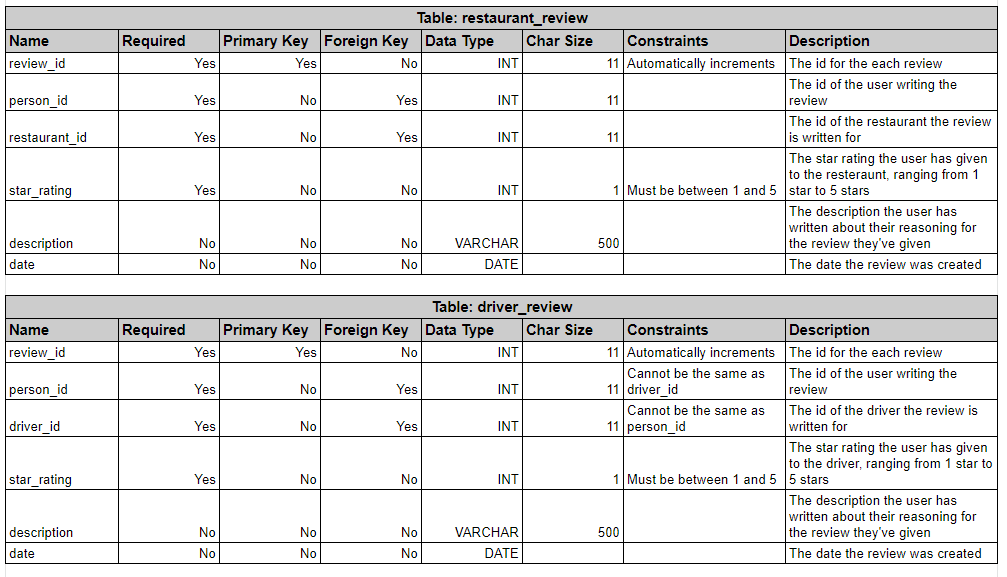 Table: restaurant_review
Name Required Primary Key Foreign Key Data Type Char Size Constraints Description
review_id Yes Yes No INT 11 Automatically increments The id for the each review
person_id Yes No Yes INT 11 The id of the user writing the
review
restaurant_id Yes No Yes INT 11 The id of the restaurant the review
is written for
star_rating Yes No No INT 1 Must be between 1 and 5 The star rating the user has given
to the resteraunt, ranging from 1
star to 5 stars
description No No No VARCHAR 500 The description the user has
written about their reasoning for
the review they've given
date No No No DATE The date the review was created
Table: driver_review
Name Required Primary Key Foreign Key Data Type Char Size Constraints Description
review_id Yes Yes No INT 11 Automatically increments The id for the each review
person_id Yes No Yes INT 11 Cannot be the same as
driver_id The id of the user writing the
review
driver_id Yes No Yes INT 11 Cannot be the same as
person_id The id of the driver the review is
written for
star_rating Yes No No INT 1 Must be between 1 and 5 The star rating the user has given
to the driver, ranging from 1 star to
5 stars
description No No No VARCHAR 500 The description the user has
written about their reasoning for
the review they've given
date No No No DATE The date the review was created